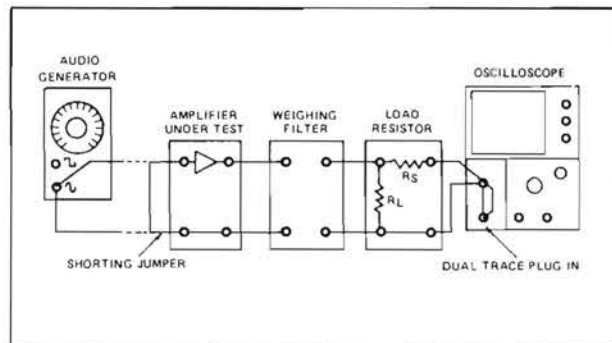 AUDIO
GENERATOR
AMPLIFIER
UNDER TEST
WEIGHING
FILTER
LOAD
RESISTOR
OSCILLOSCOPE
RS
RL
SHORTING JUMPER
DUAL TRACE PLUG IN